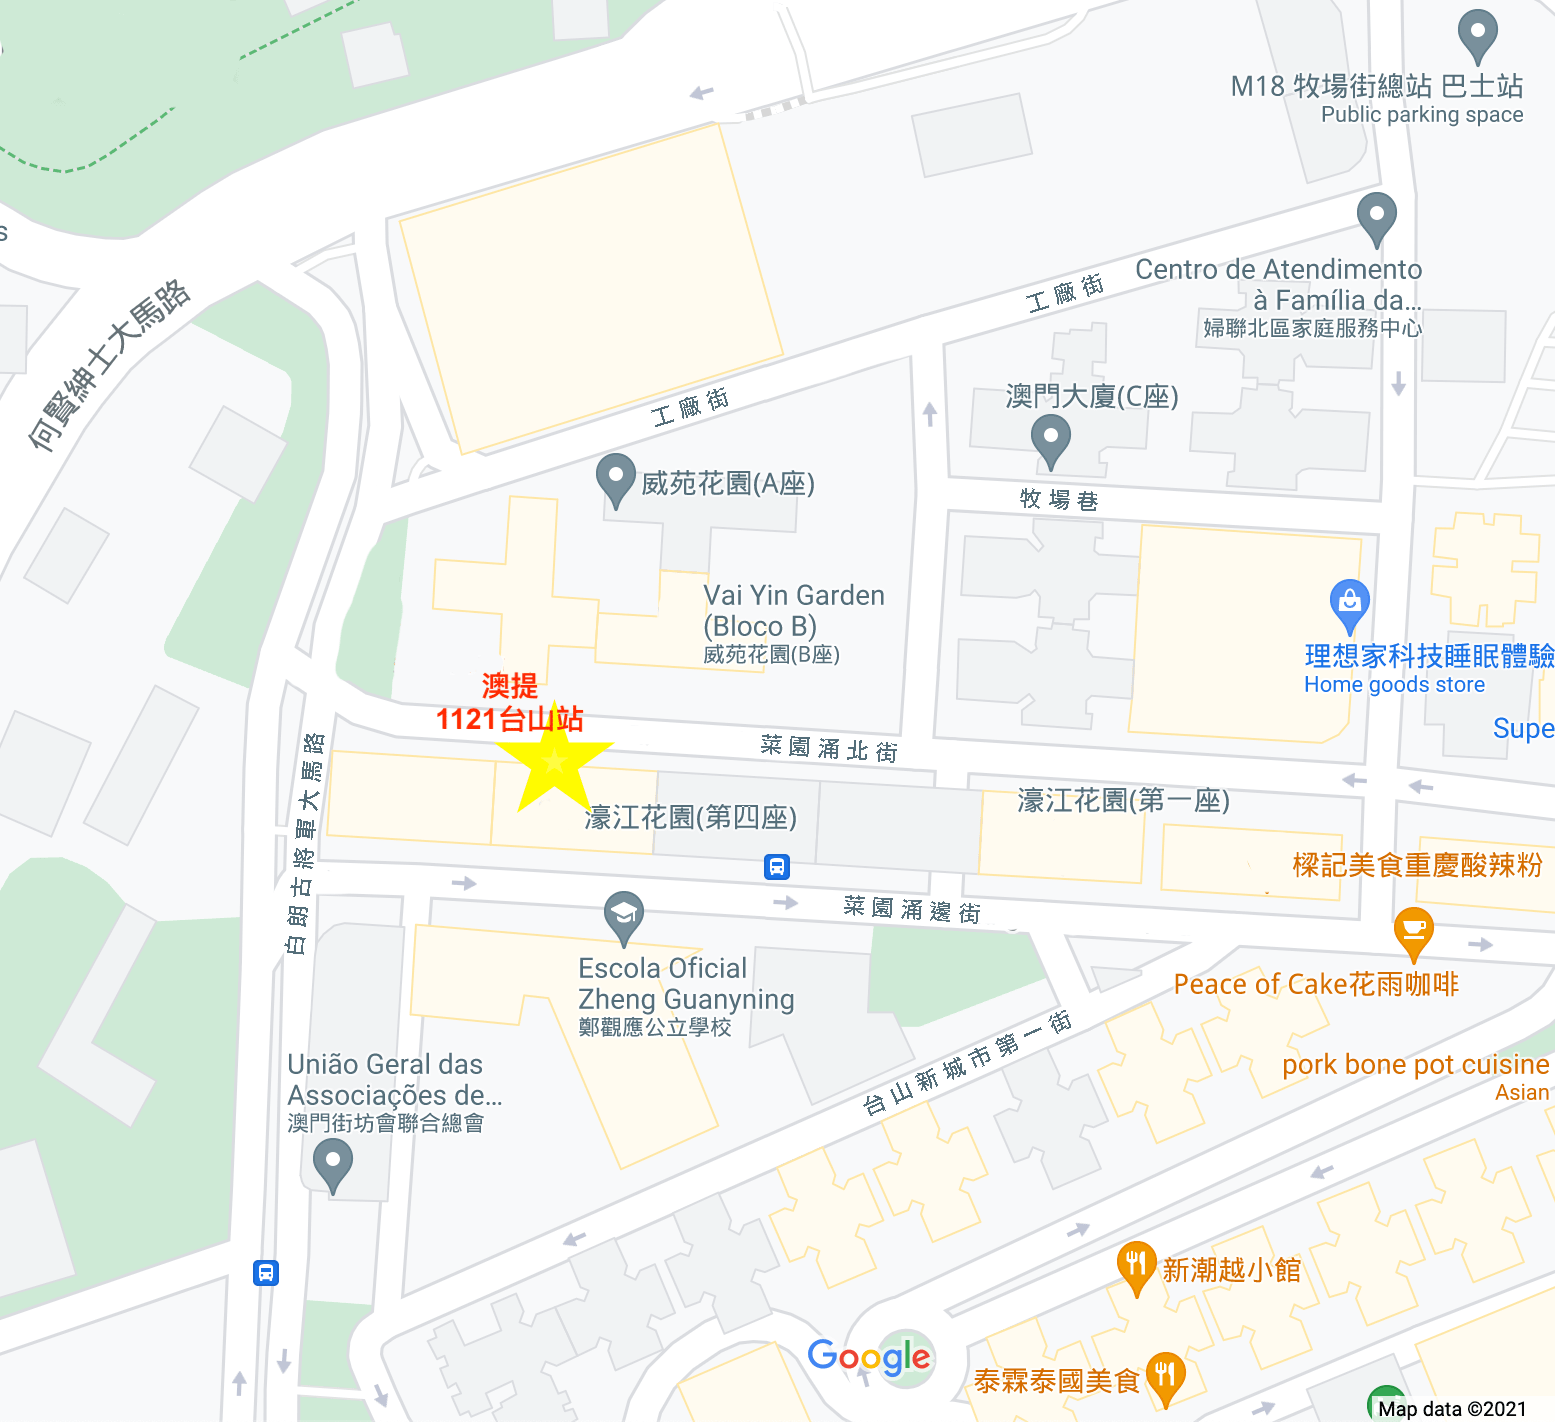 M18 牧場街總站 巴士站
Public parking space
s
何賢紳士大馬路
Centro de Atendimento
à Família da...
婦聯北區家庭服務中心
工廠街
工廠街
澳門大廈(C座)
威苑花園(A座)
牧場巷
Vai Yin Garden
(Bloco B)
威苑花園(B座)
理想家科技睡眠體驗
Home goods store
澳提
1121台山站
Supe
菜園涌北街
白朗古將軍大馬路
濠江花園(第四座)
濠江花園(第一座)
樑記美食重慶酸辣粉
菜園涌邊街
Escola Oficial
Zheng Guanyning
鄭觀應公立學校
Peace of Cake花雨咖啡
台山新城市第一街
União Geral das
Associações de...
澳門街坊會聯合總會
pork bone pot cuisine
Asian
新潮越小館
Google
泰霖泰國美食
Map data ©2021